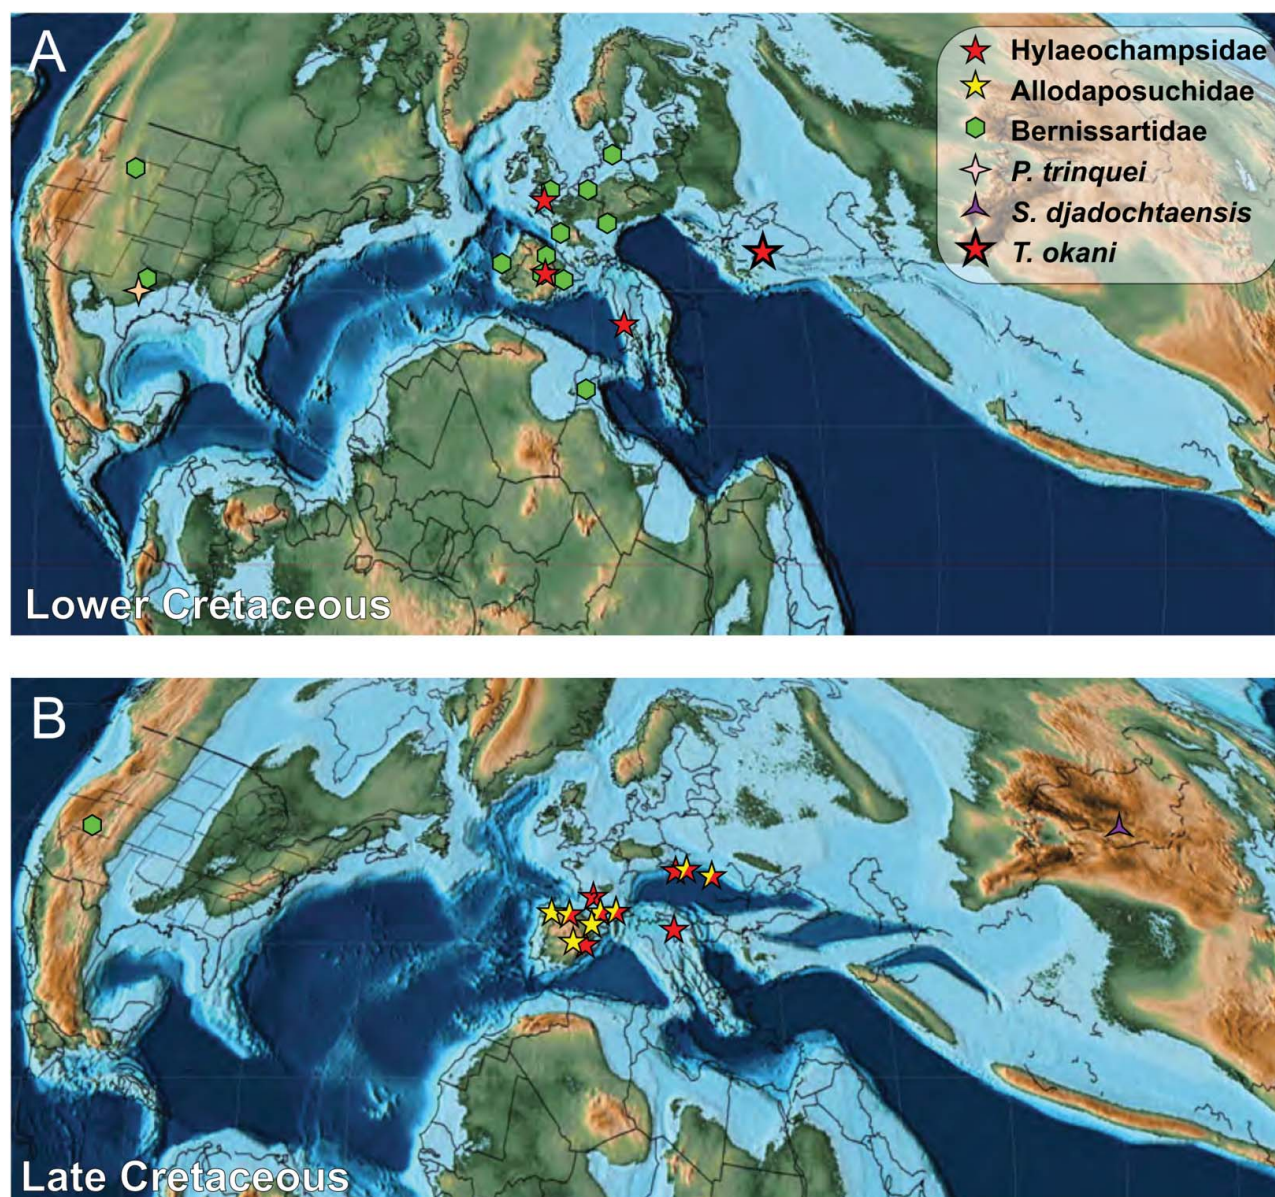 A
Hylaeochampsidae
Allodaposuchidae
Bernissartidae
P. trinquei
S. djadochtaensis
T. okani
Lower Cretaceous
B
Late Cretaceous